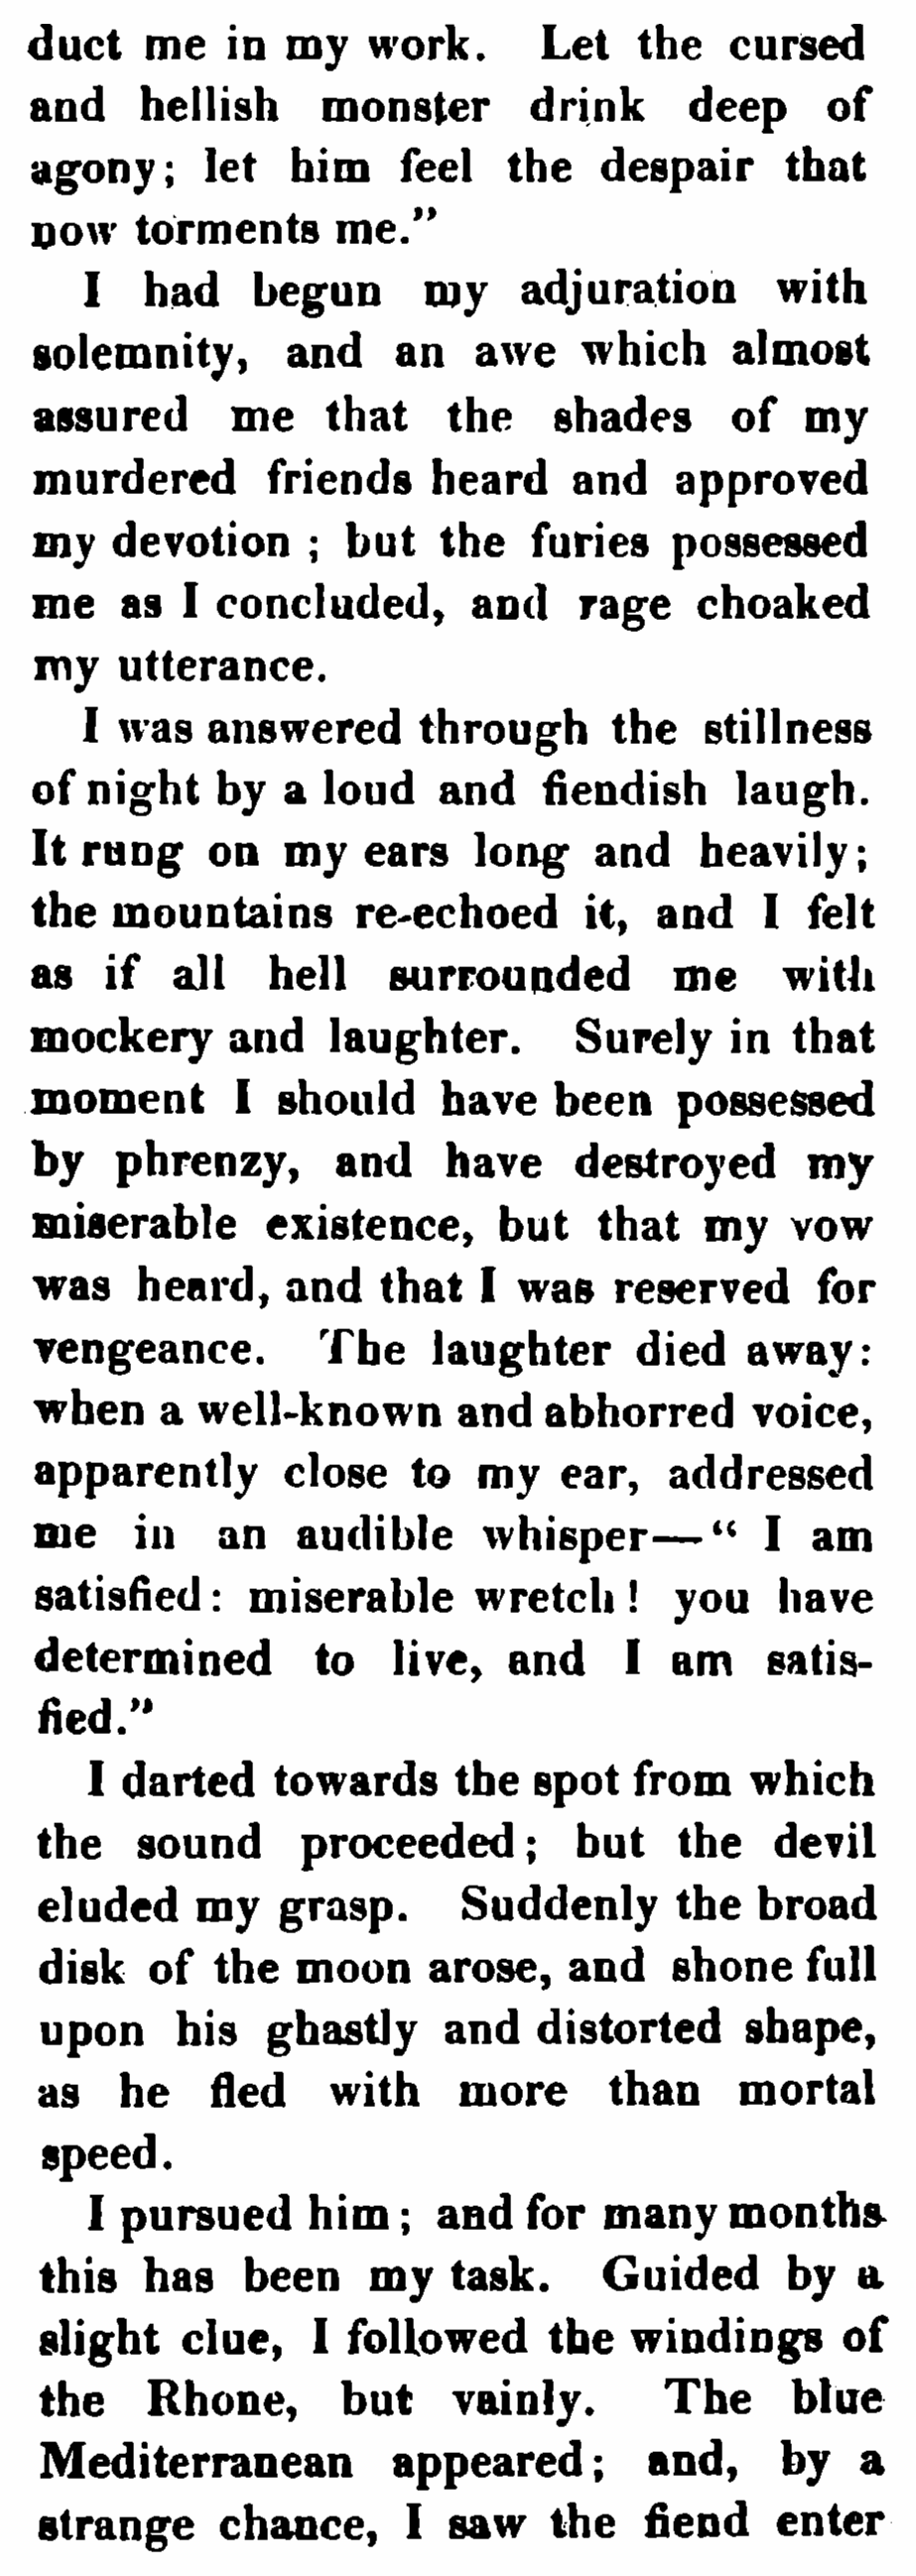 duct me in my work. Let the cursed
and hellish monster drink deep of
agony; let him feel the despair that
now torments me.”
I had begun my adjuration with
solemnity, and an awe which almost
assured me that the shades of my
murdered friends heard and approved
my devotion ; but the furies possessed
me as I concluded, and rage choaked
my utterance.
I was answered through the stillness
of night by a loud and fiendish laugh.
It rung on my ears long and heavily;
the mountains re-echoed it, and I felt
as if all hell surrounded me with
mockery and laughter. Surely in that
moment I should have been possessed
by phrenzy, and have destroyed my
miserable existence, but that my vow
was heard, and that I was reserved for
vengeance. The laughter died away:
when a well-known and abhorred voice,
apparently close to my ear, addressed
me in an audible whisper—“ I am
satisfied: miserable wretch! you have
determined to live, and I am satis-
fied.”
I darted towards the spot from which
the sound proceeded; but the devil
eluded my grasp. Suddenly the broad
disk of the moon arose, and shone full
upon his ghastly and distorted shape,
as he fled with more than mortal
speed.
I pursued him; and for many months
this has been my task. Guided by a
slight clue, I followed the windings of
the Rhone, but vainly. The blue
Mediterranean appeared; and, by a
strange chance, I saw the fiend enter